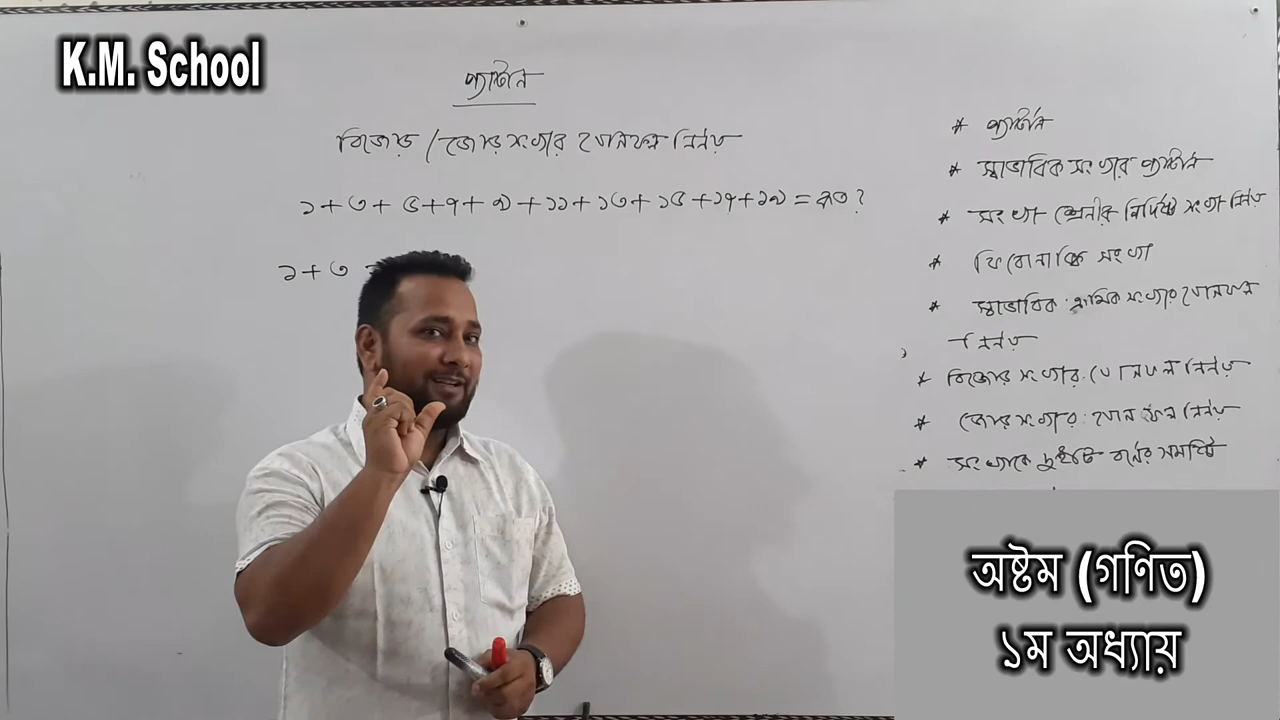 K.M. School
প্যাটার্ন
বিজোড় / জোড় সংখ্যার যোগফল নির্ণয়
১+৩+৫+৭+৯+১১+১৩+১৫+১৭+১৯=কত?
১+৩
* প্যাটার্ন
* স্বাভাবিক সংখ্যার প্যাটার্ন
* সংখ্যা শ্রেণীর নির্দিষ্ট সংখ্যা নির্ণয়
* ফিবোনাক্কি সংখ্যা
* স্বাভাবিক ক্রমিক সংখ্যার যোগফল
নির্ণয়
* বিজোড় সংখ্যার যোগফল নির্ণয়
* জোড় সংখ্যার যোগ ফল নির্ণয়
* সংখ্যাকে দুইটি বর্গের সমষ্টি
অষ্টম (গণিত)
১ম অধ্যায়